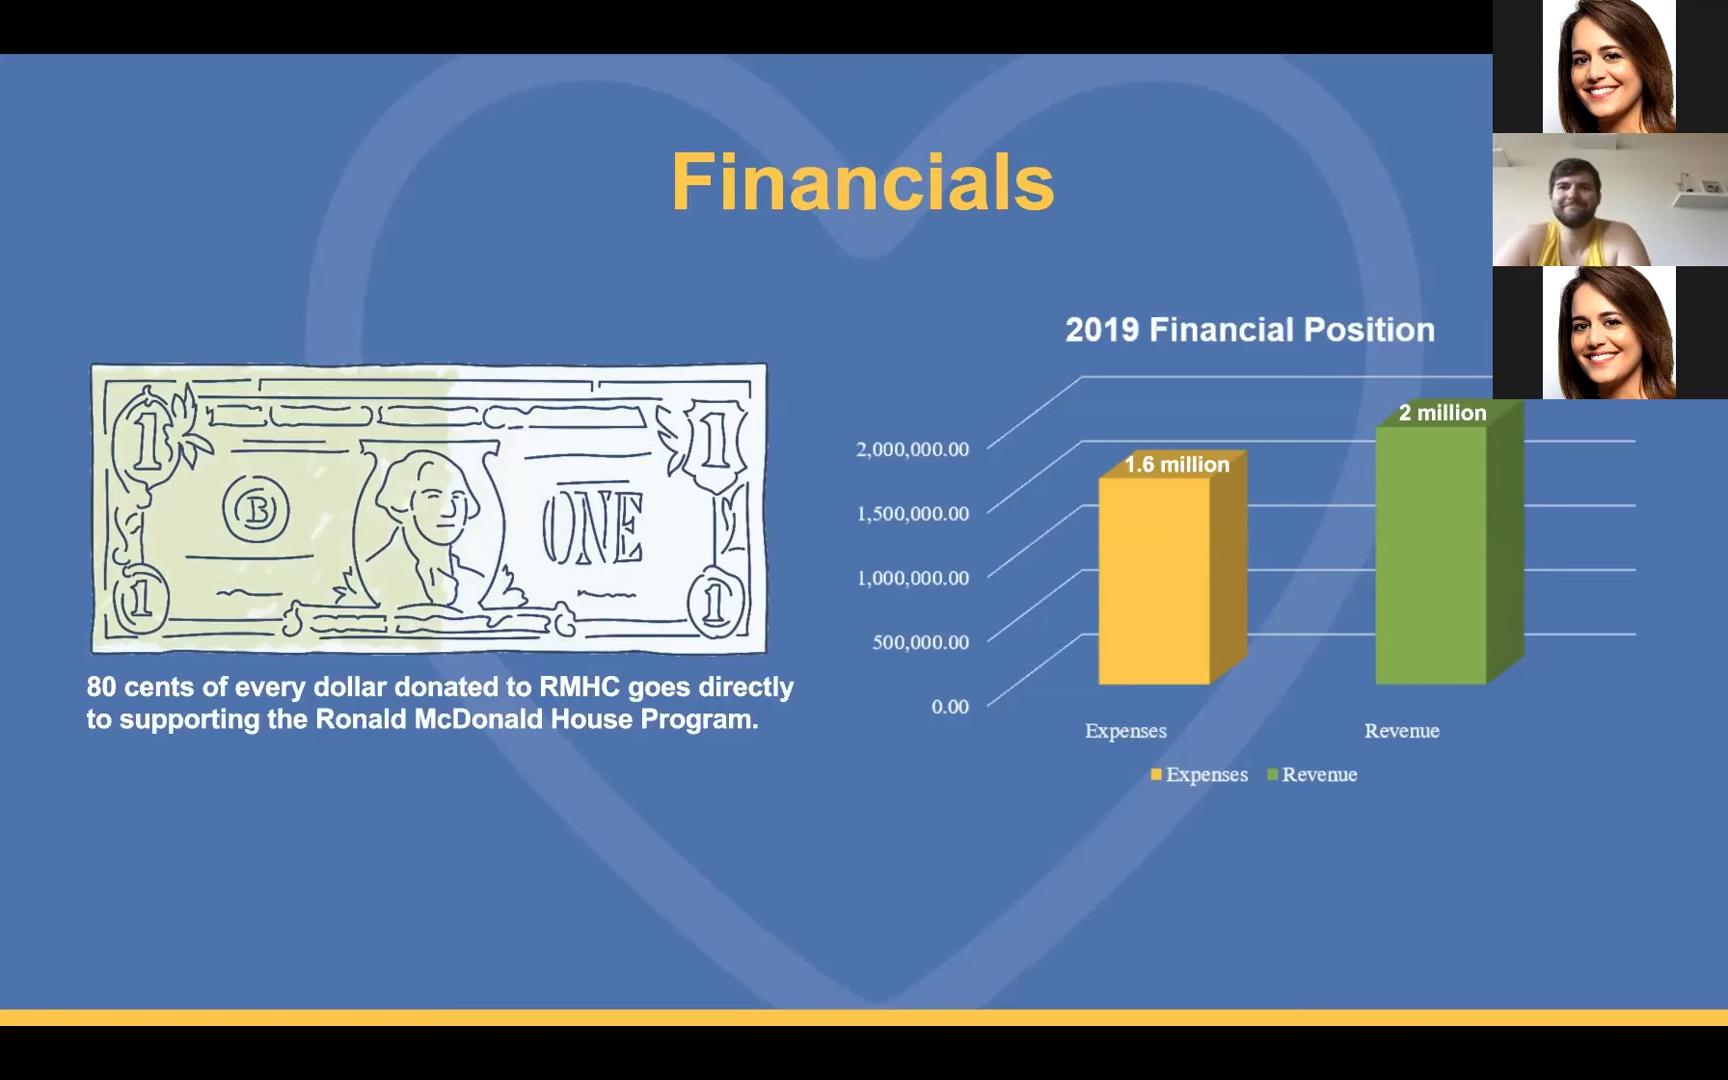 Financials
2019 Financial Position
1
1
B
ONE
1
1
80 cents of every dollar donated to RMHC goes directly
to supporting the Ronald McDonald House Program.
2,000,000.00
1,500,000.00
1,000,000.00
500,000.00
0.00
1.6 million
2 million
Expenses
Revenue
Expenses Revenue